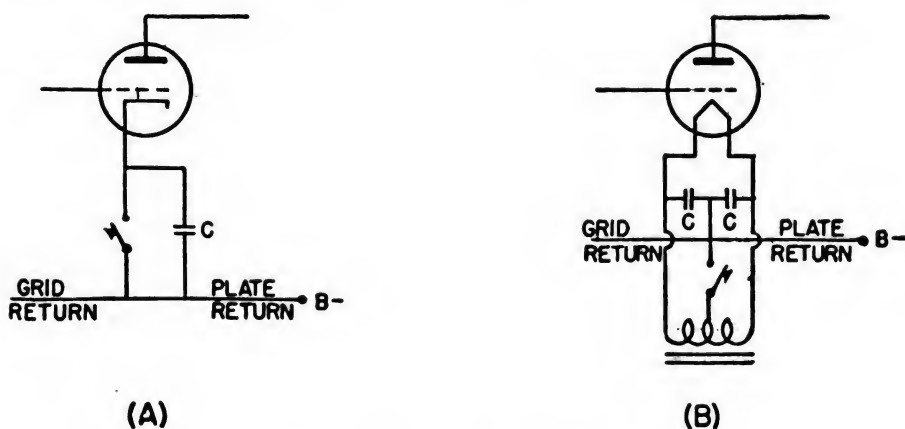 C
GRID
RETURN
PLATE
RETURN
B-
(A)
C
C
GRID
RETURN
PLATE
RETURN
B-
(B)